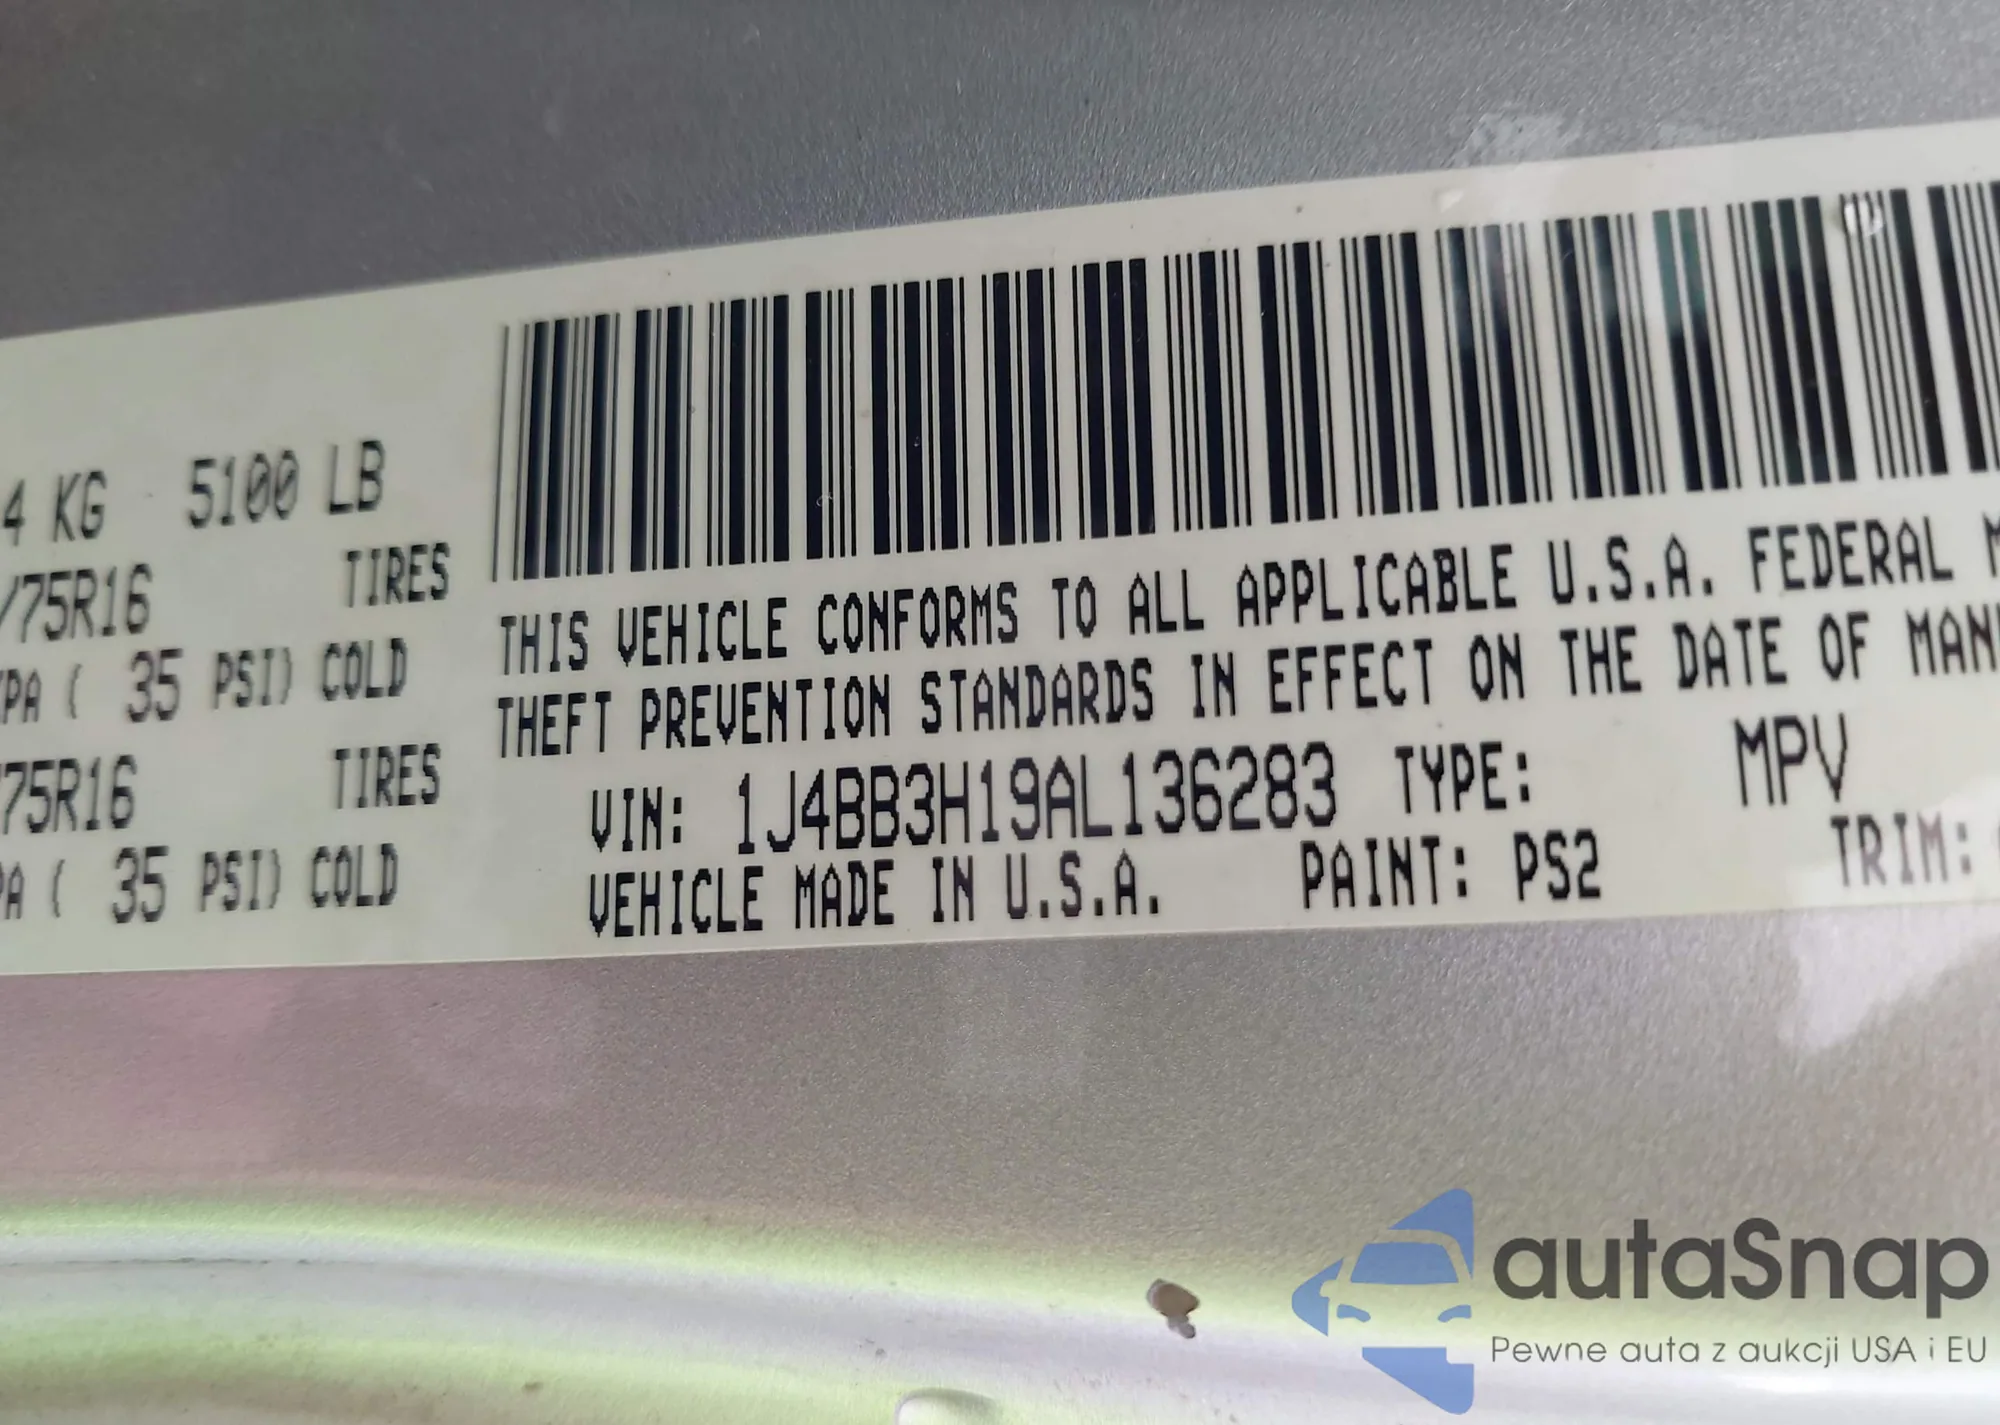 4 KG 5100 LB
/75R16 TIRES
KPA ( 35 PSI) COLD
/75R16 TIRES
PA ( 35 PSI) COLD
THIS VEHICLE CONFORMS TO ALL APPLICABLE U.S.A. FEDERAL M
THEFT PREVENTION STANDARDS IN EFFECT ON THE DATE OF MAN
VIN: 1J4BB3H19AL136283 TYPE: MPV
VEHICLE MADE IN U.S.A. PAINT: PS2 TRIM:
autaSnap
Pewne auta z aukcji USA i EU